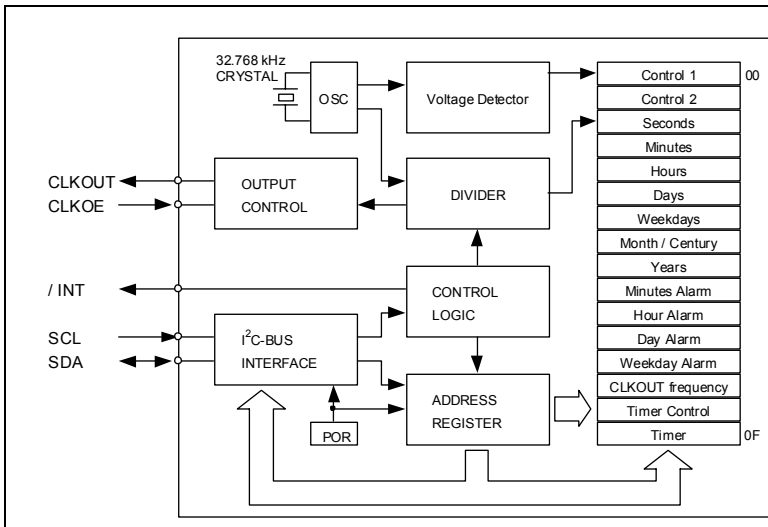 32.768 kHz
CRYSTAL
OSC
Voltage Detector
Control 1
00
Control 2
Seconds
Minutes
Hours
Days
Weekdays
Month / Century
Years
Minutes Alarm
Hour Alarm
Day Alarm
Weekday Alarm
CLKOUT frequency
Timer Control
Timer
0F
CLKOUT
CLKOE
OUTPUT
CONTROL
DIVIDER
/ INT
CONTROL
LOGIC
SCL
SDA
I²C-BUS
INTERFACE
ADDRESS
REGISTER
POR